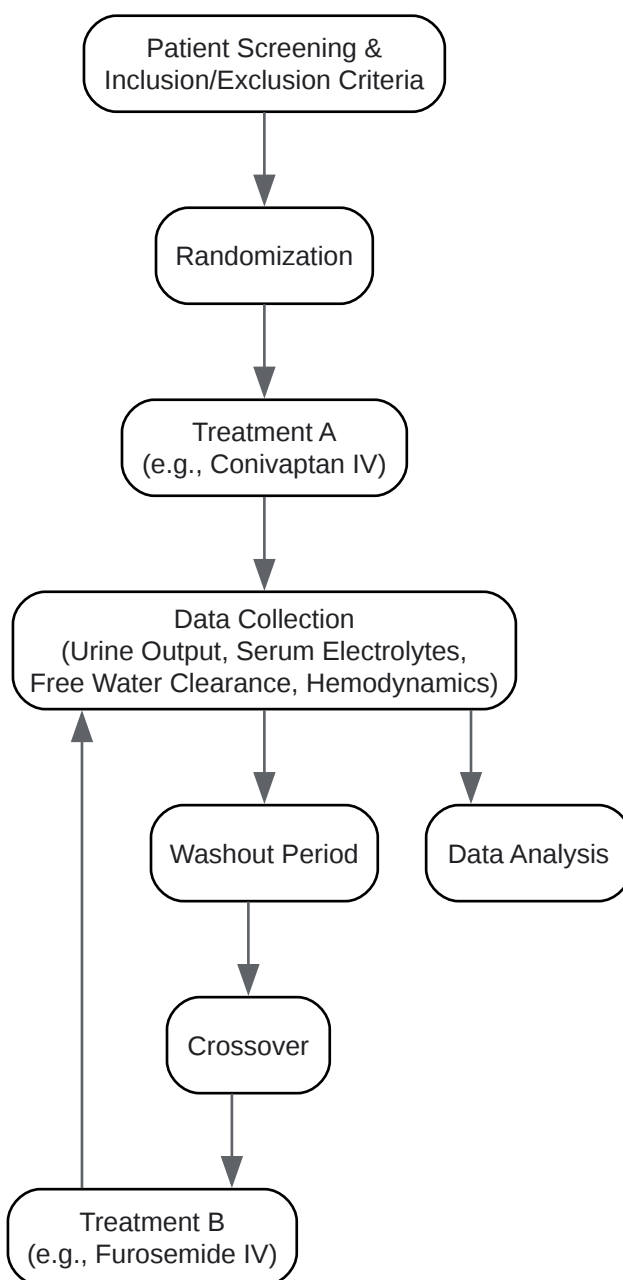 Patient Screening &
Inclusion/Exclusion Criteria
Randomization
Treatment A
(e.g., Conivaptan IV)
Data Collection
(Urine Output, Serum Electrolytes,
Free Water Clearance, Hemodynamics)
Washout Period
Data Analysis
Crossover
Treatment B
(e.g., Furosemide IV)